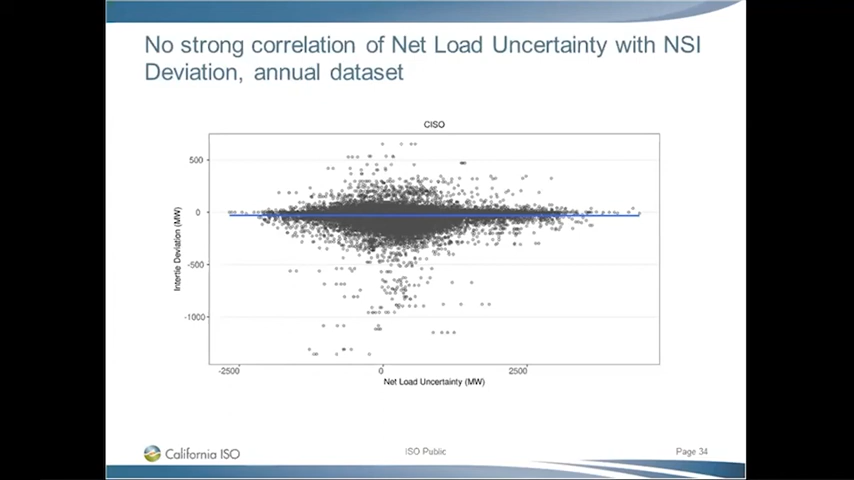 No strong correlation of Net Load Uncertainty with NSI
Deviation, annual dataset
CISO
500
0
-500
-1000
Intertie Deviation (MW)
-2500
0
2500
Net Load Uncertainty (MW)
California ISO
ISO Public
Page 34